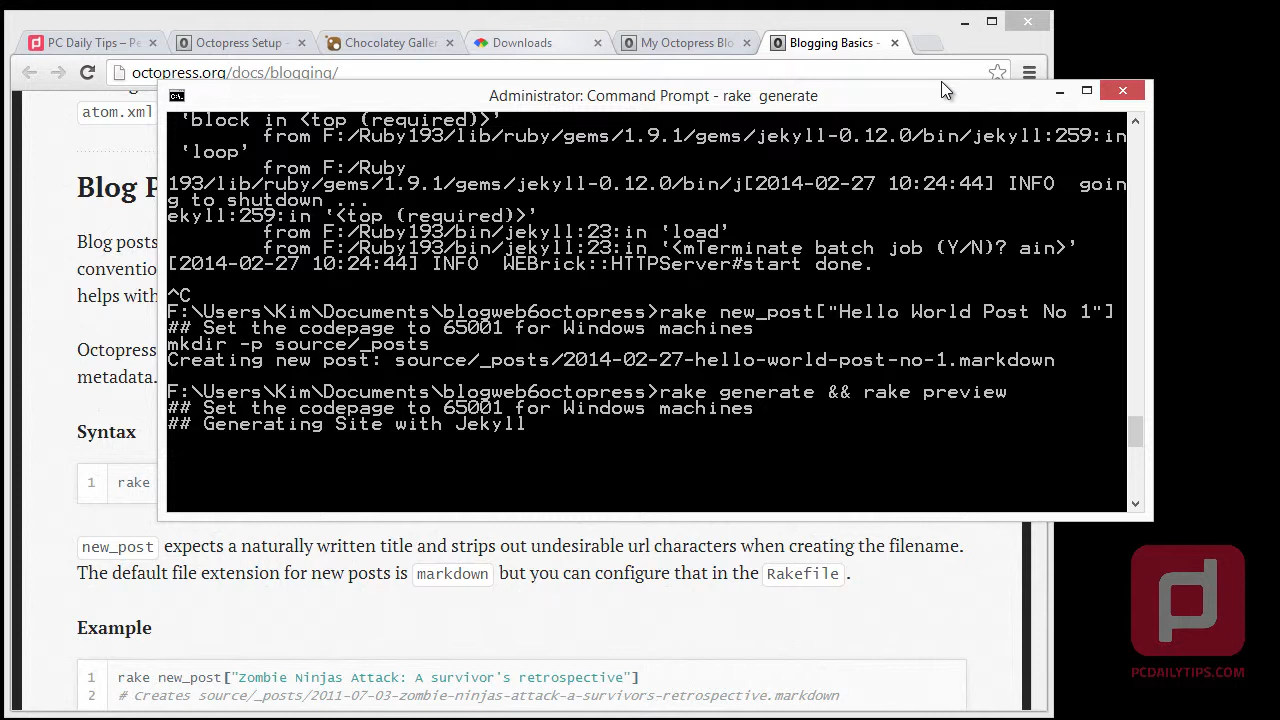 PC Daily Tips – Pe
Octopress Setup -
Chocolatey Galler
Downloads
My Octopress Blo
Blogging Basics -
octopress.org/docs/blogging/
atom.xml
Blog P
Blog posts
convention
helps with
Octopress
metadata.
Syntax
1 rake
Administrator: Command Prompt - rake  generate
'block in <top (required)>'
from F:/Ruby193/lib/ruby/gems/1.9.1/gems/jekyll-0.12.0/bin/jekyll:259:in
'loop'
from F:/Ruby
193/lib/ruby/gems/1.9.1/gems/jekyll-0.12.0/bin/j[2014-02-27 10:24:44] INFO  goin
g to shutdown ...
ekyll:259:in '<top (required)>'
from F:/Ruby193/bin/jekyll:23:in 'load'
from F:/Ruby193/bin/jekyll:23:in '<mTerminate batch job (Y/N)? ain>'
[2014-02-27 10:24:44] INFO  WEBrick::HTTPServer#start done.
^C
F:\Users\Kim\Documents\blogweb6octopress>rake new_post["Hello World Post No 1"]
## Set the codepage to 65001 for Windows machines
mkdir -p source/_posts
Creating new post: source/_posts/2014-02-27-hello-world-post-no-1.markdown
F:\Users\Kim\Documents\blogweb6octopress>rake generate && rake preview
## Set the codepage to 65001 for Windows machines
## Generating Site with Jekyll
new_post expects a naturally written title and strips out undesirable url characters when creating the filename.
The default file extension for new posts is markdown but you can configure that in the Rakefile.
Example
1 rake new_post["Zombie Ninjas Attack: A survivor's retrospective"]
2 # Creates source/_posts/2011-07-03-zombie-ninjas-attack-a-survivors-retrospective.markdown
PCDAILYTIPS.COM